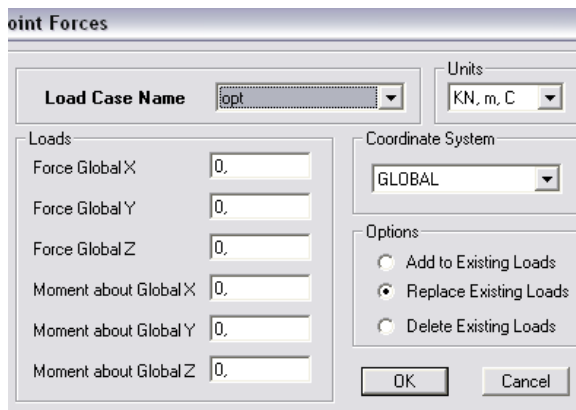 oint Forces
Load Case Name
opt
Units
KN, m, C
Loads
Force Global X
0,
Force Global Y
0,
Force Global Z
0,
Moment about Global X
0,
Moment about Global Y
0,
Moment about Global Z
0,
Coordinate System
GLOBAL
Options
Add to Existing Loads
Replace Existing Loads
Delete Existing Loads
OK
Cancel